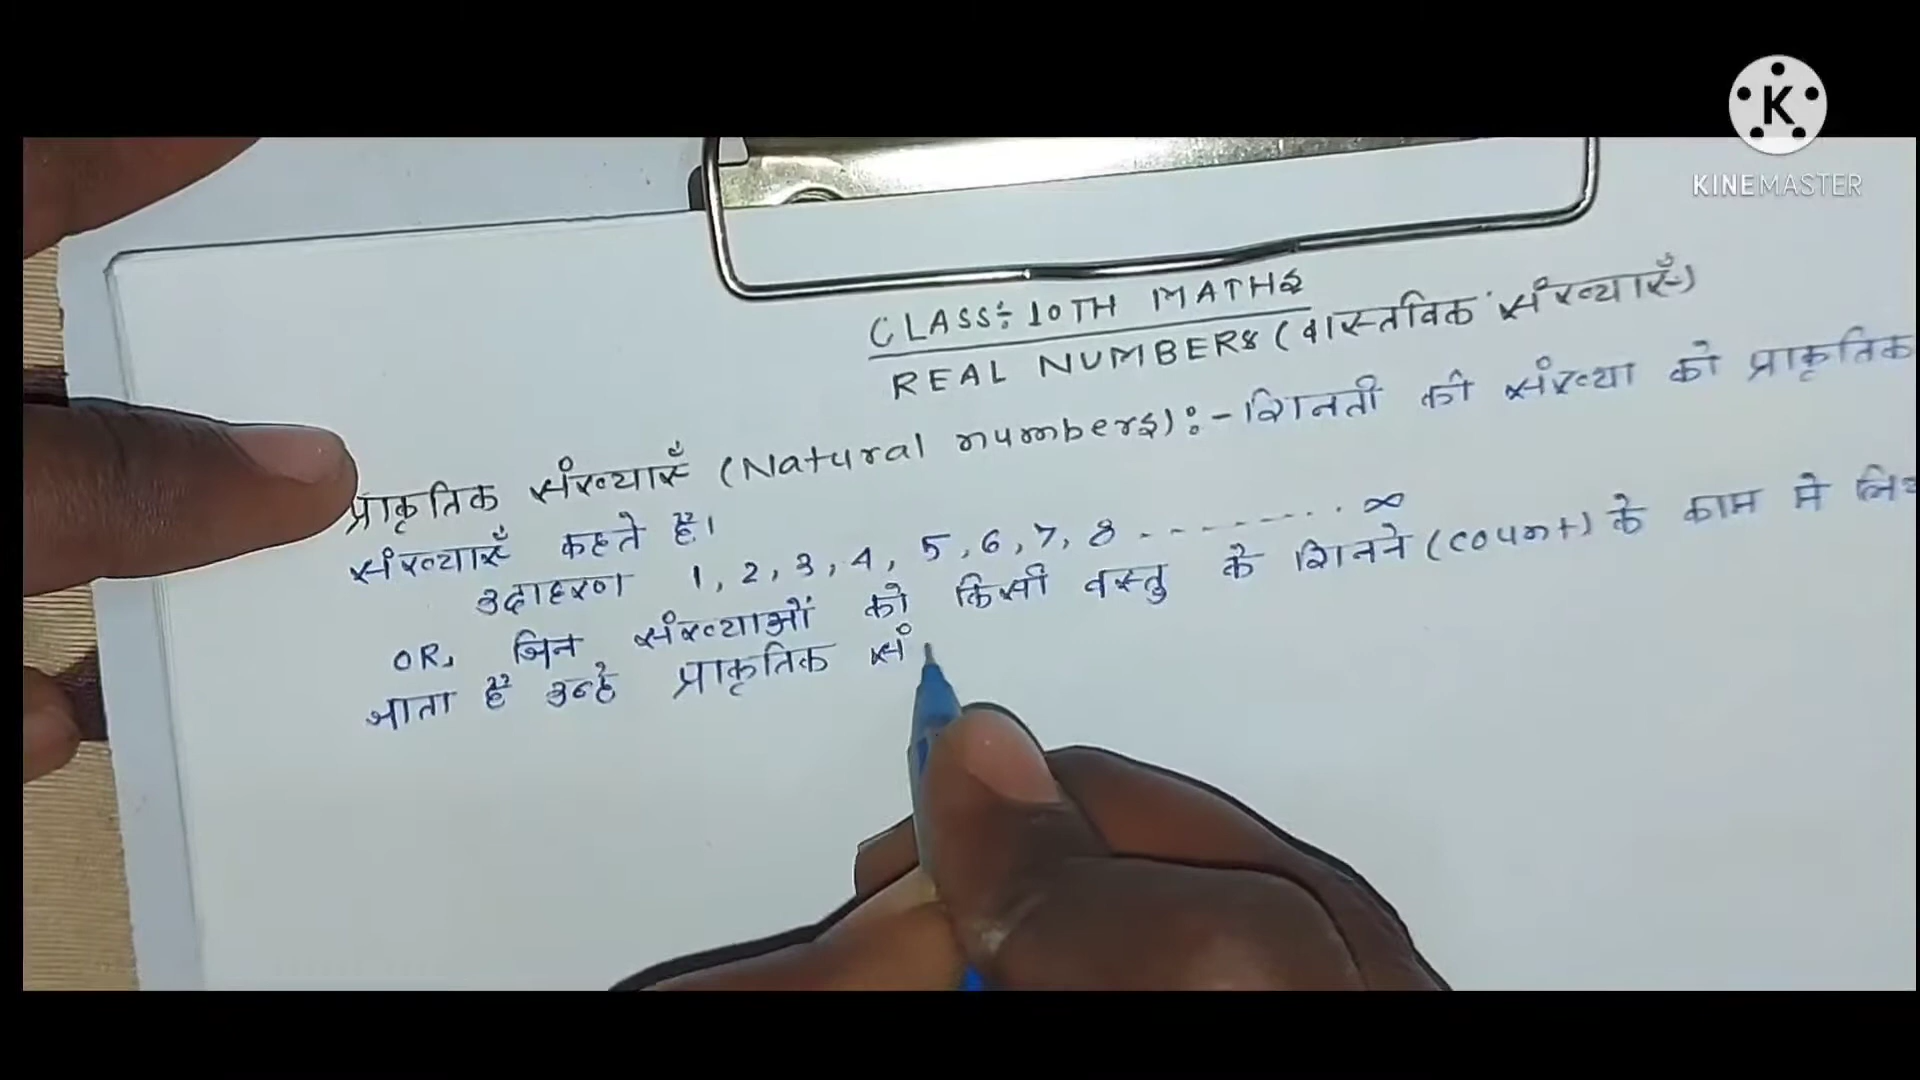 K
KINEMASTER
CLASS:- 10TH MATHS
REAL NUMBERS (वास्तविक संख्याएँ)
प्राकृतिक संख्याएँ (Natural numbers):- गिनती की संख्या को प्राकृतिक
संख्याएँ कहते हैं।
उदाहरण 1, 2, 3, 4, 5, 6, 7, 8 -------.. ∞
OR, जिन संख्याओं को किसी वस्तु के गिनने (count) के काम मे
जाता हैं उन्हें प्राकृतिक सं